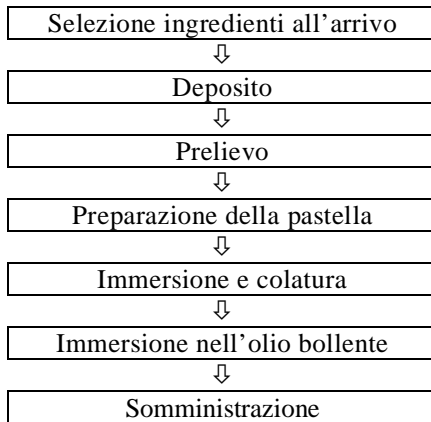 Selezione ingredienti all’arrivo
⇩
Deposito
⇩
Prelievo
⇩
Preparazione della pastella
⇩
Immersione e colatura
⇩
Immersione nell’olio bollente
⇩
Somministrazione